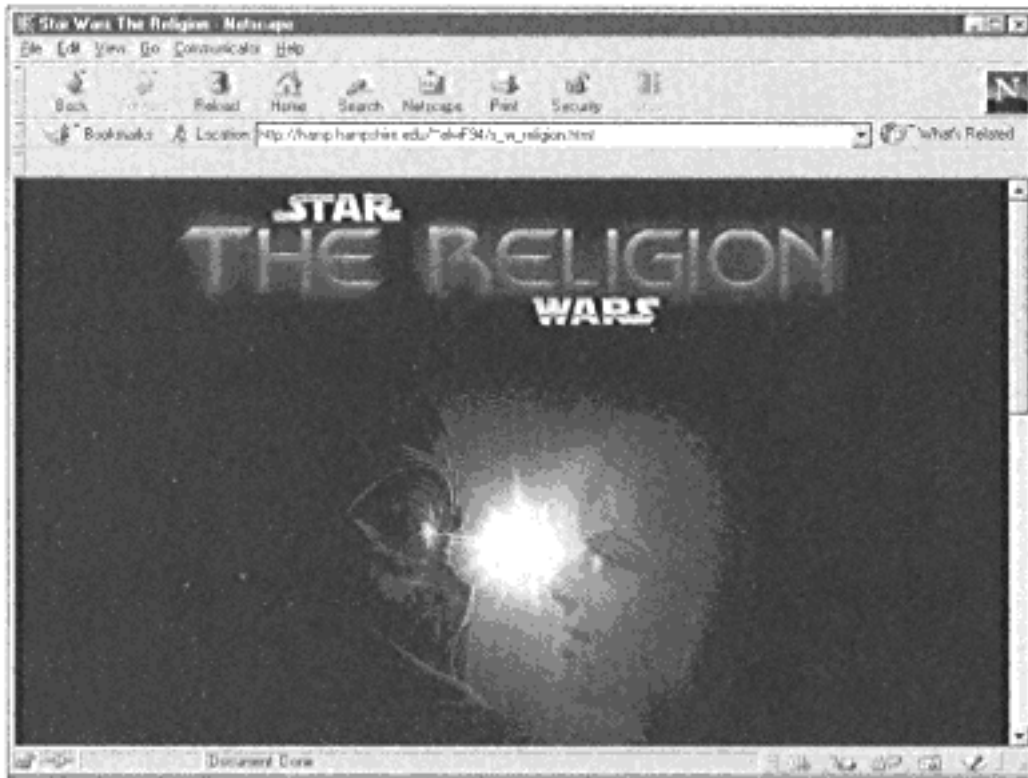 Star Wars The Religion - Netscape
File Edit View Go Communicator Help
Back Reload Home Search Netscape Print Security
N
Bookmarks Location: What's Related
STAR
THE RELIGION
WARS
Document: Done